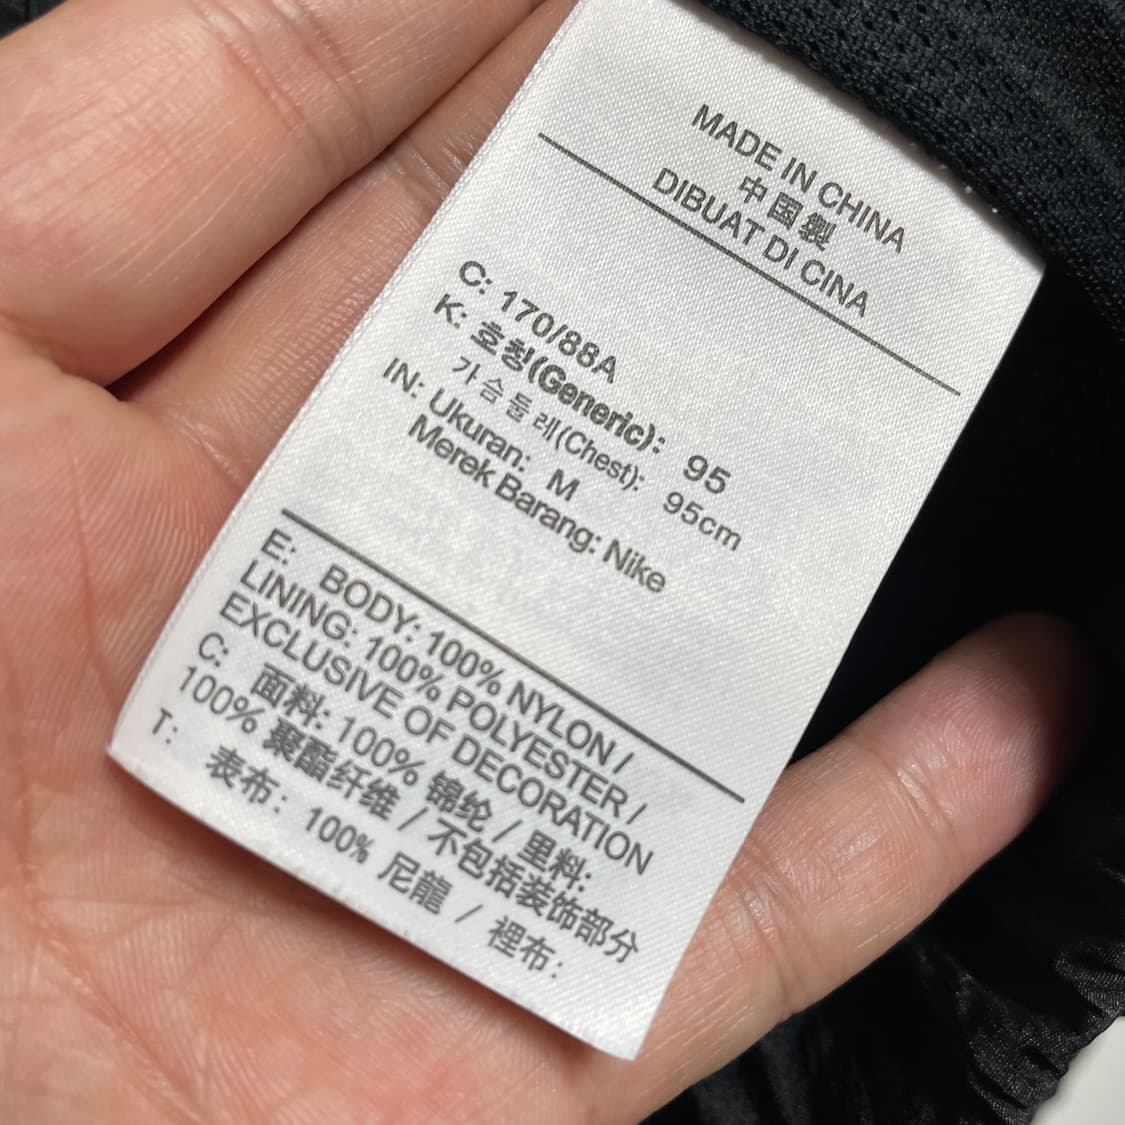 MADE IN CHINA
中国製
DIBUAT DI CINA
C: 170/88A
K: 호칭(Generic): 95
가슴둘레(Chest): 95cm
IN: Ukuran: M
Merek Barang: Nike
E: BODY: 100% NYLON /
LINING: 100% POLYESTER /
EXCLUSIVE OF DECORATION
C: 面料: 100% 锦纶 / 里料:
100% 聚酯纤维 / 不包括装饰部分
T: 表布: 100% 尼龍 / 裡布: